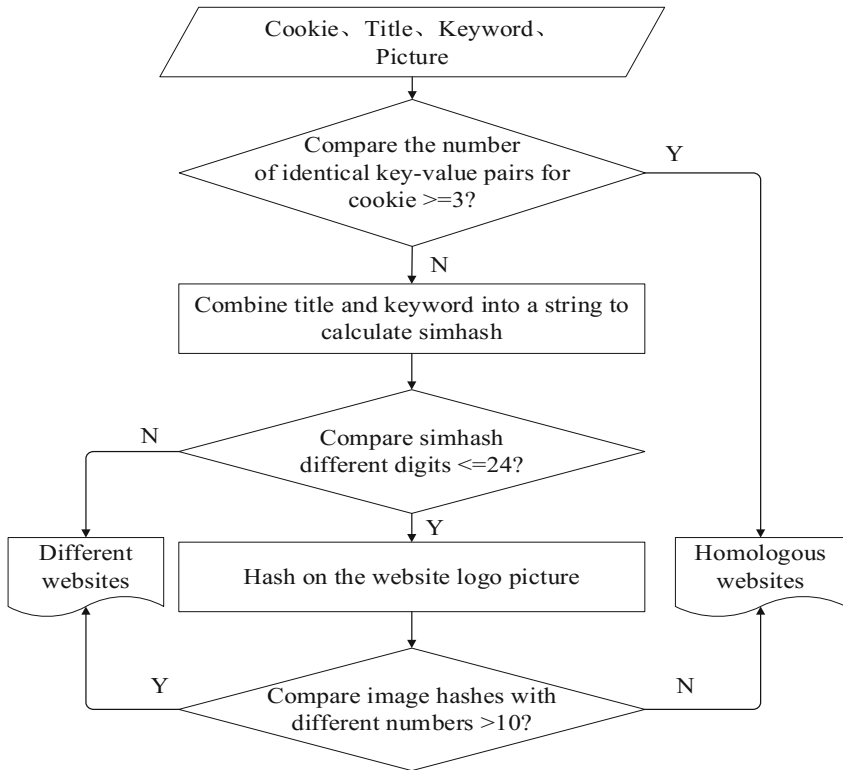 Cookie、Title、Keyword、
Picture
Compare the number
of identical key-value pairs for
cookie >=3?
Y
N
Combine title and keyword into a string to
calculate simhash
N
Compare simhash
different digits <=24?
Y
Different
websites
Hash on the website logo picture
Homologous
websites
Y
Compare image hashes with
different numbers >10?
N